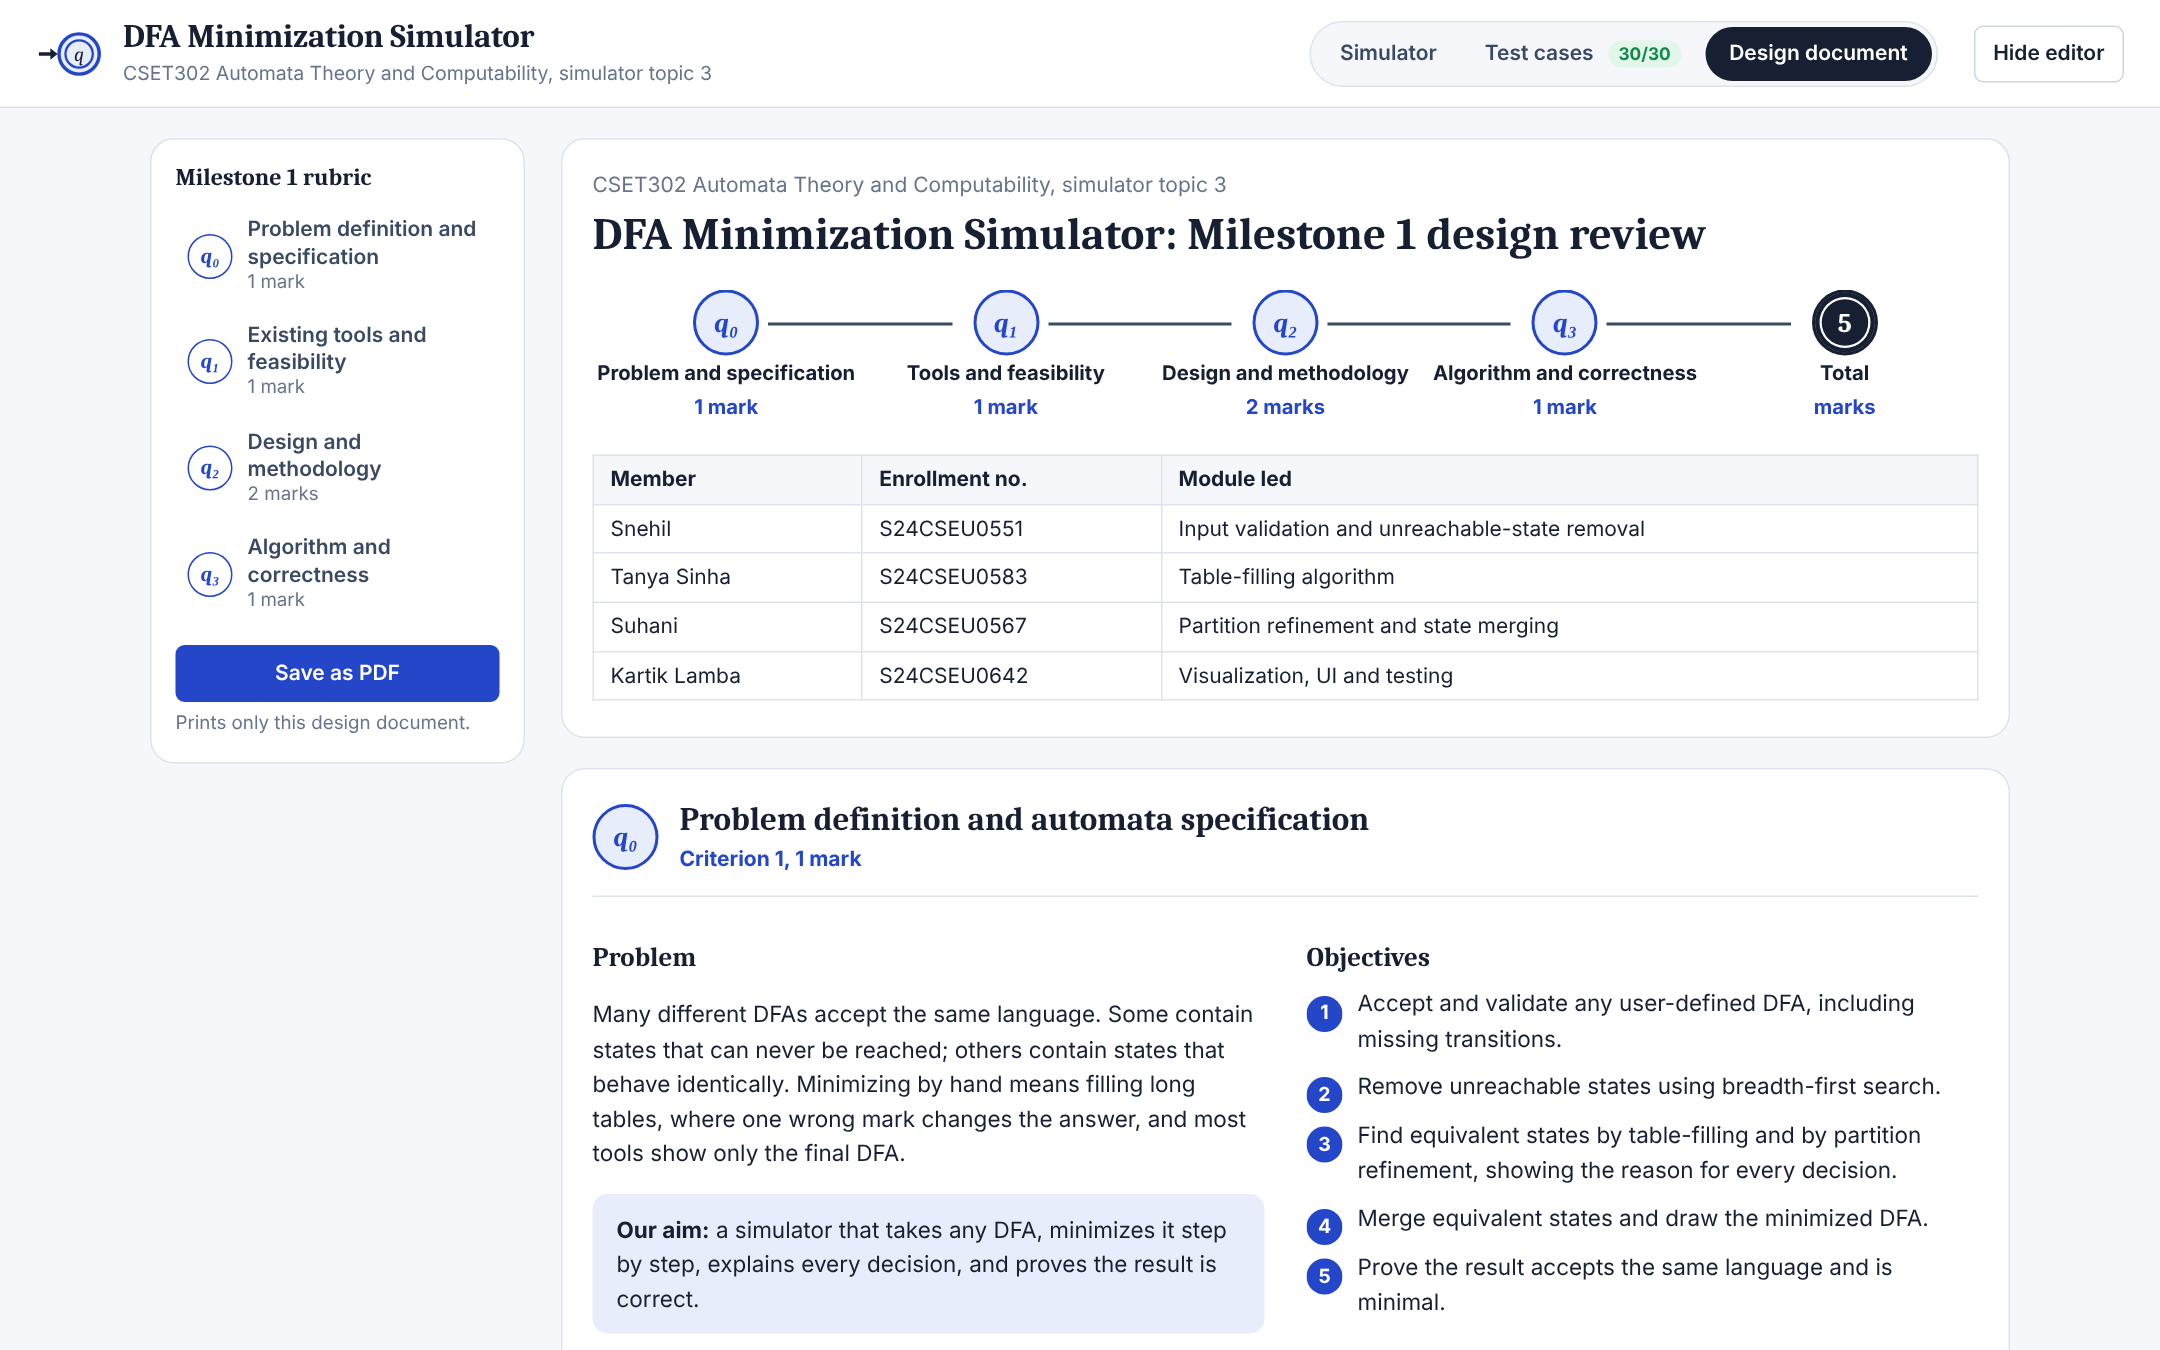 q
DFA Minimization Simulator
CSET302 Automata Theory and Computability, simulator topic 3
Simulator
Test cases 30/30
Design document
Hide editor
Milestone 1 rubric
q0
Problem definition and
specification
1 mark
q1
Existing tools and
feasibility
1 mark
q2
Design and
methodology
2 marks
q3
Algorithm and
correctness
1 mark
Save as PDF
Prints only this design document.
CSET302 Automata Theory and Computability, simulator topic 3
DFA Minimization Simulator: Milestone 1 design review
q0 q1 q2 q3 5
Problem and specification Tools and feasibility Design and methodology Algorithm and correctness Total
1 mark 1 mark 2 marks 1 mark marks
Member Enrollment no. Module led
Snehil S24CSEU0551 Input validation and unreachable-state removal
Tanya Sinha S24CSEU0583 Table-filling algorithm
Suhani S24CSEU0567 Partition refinement and state merging
Kartik Lamba S24CSEU0642 Visualization, UI and testing
q0
Problem definition and automata specification
Criterion 1, 1 mark
Problem
Many different DFAs accept the same language. Some contain
states that can never be reached; others contain states that
behave identically. Minimizing by hand means filling long
tables, where one wrong mark changes the answer, and most
tools show only the final DFA.
Our aim: a simulator that takes any DFA, minimizes it step
by step, explains every decision, and proves the result is
correct.
Objectives
1 Accept and validate any user-defined DFA, including
missing transitions.
2 Remove unreachable states using breadth-first search.
3 Find equivalent states by table-filling and by partition
refinement, showing the reason for every decision.
4 Merge equivalent states and draw the minimized DFA.
5 Prove the result accepts the same language and is
minimal.